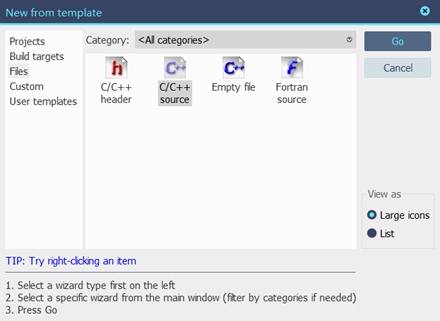 New from template
Projects
Build targets
Files
Custom
User templates
Category: <All categories>
C/C++
header
C/C++
source
Empty file
Fortran
source
Go
Cancel
View as
Large icons
List
TIP: Try right-clicking an item
1. Select a wizard type first on the left
2. Select a specific wizard from the main window (filter by categories if needed)
3. Press Go